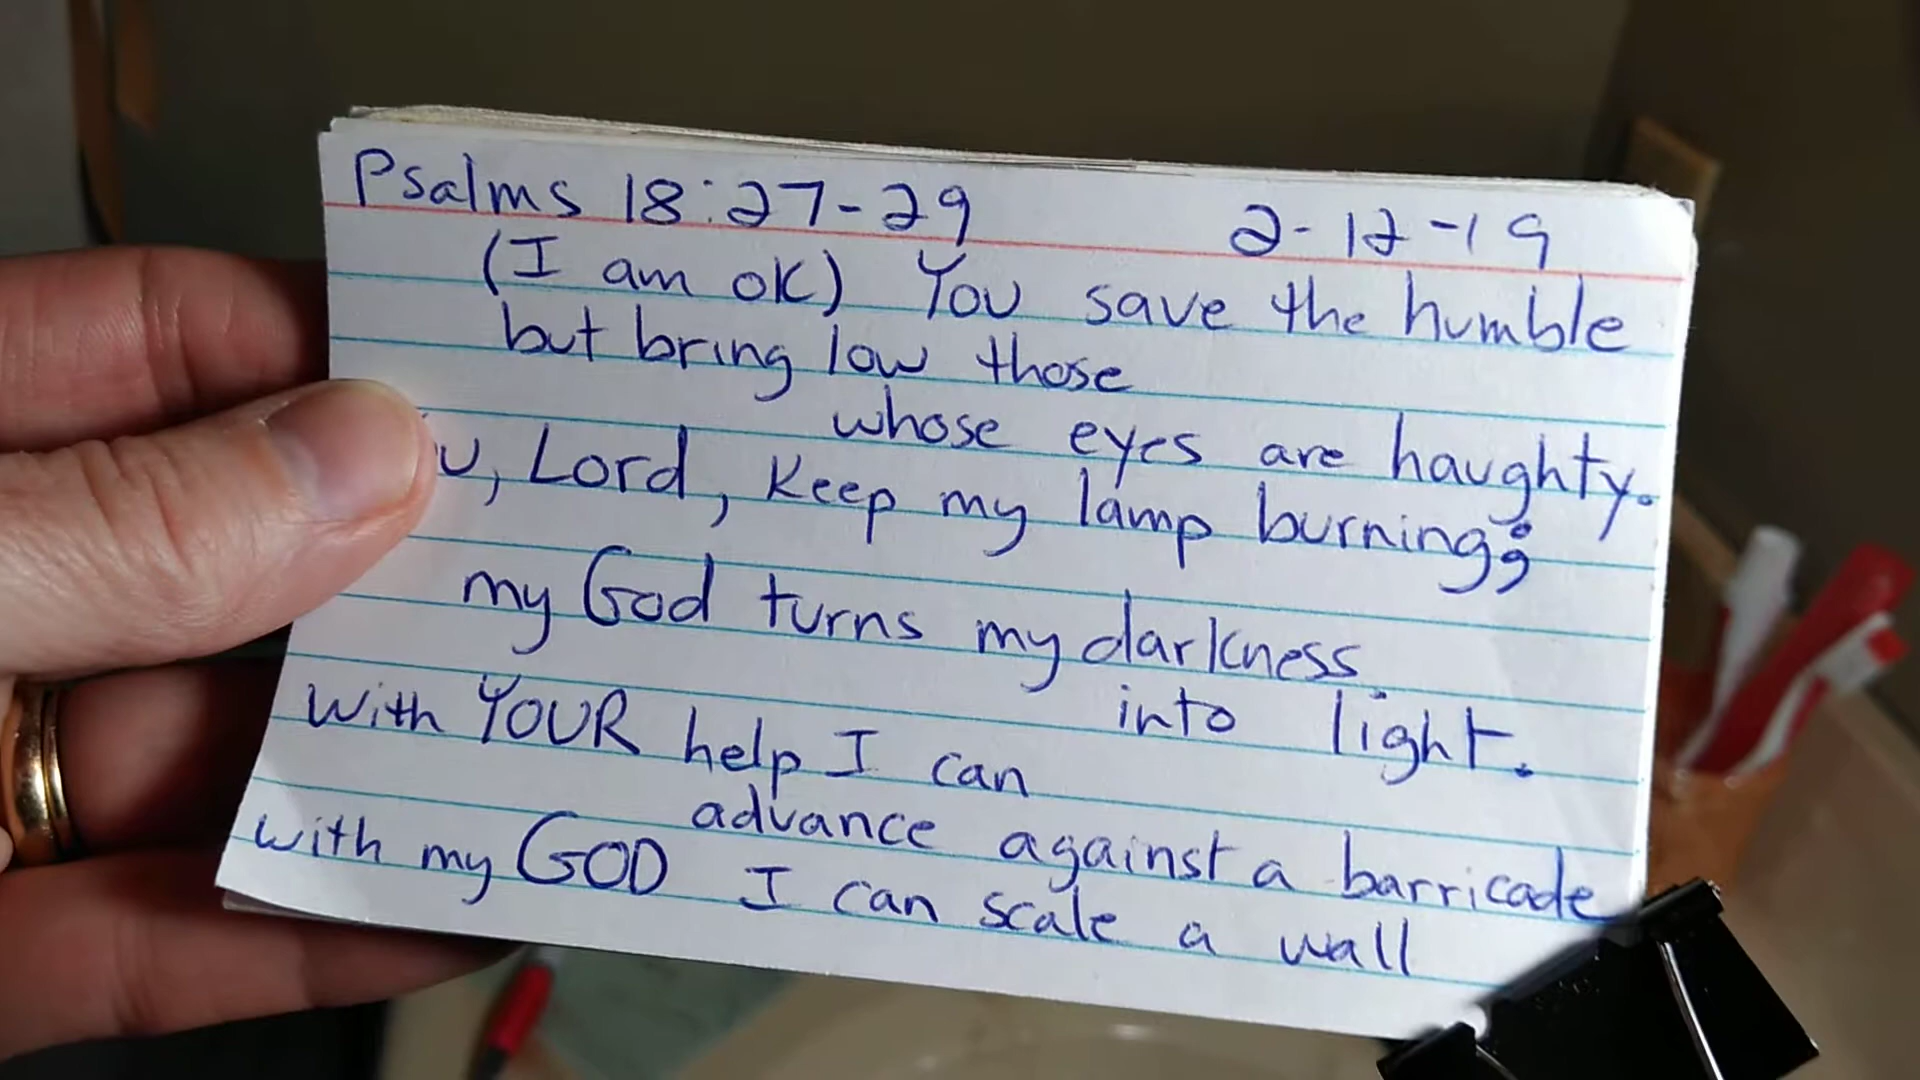 Psalms 18:27-29 2-12-19
(I am ok) You save the humble
but bring low those
whose eyes are haughty.
u, Lord, keep my lamp burning;
my God turns my darkness
into light.
With YOUR help I can
advance against a barricade
with my GOD I can scale a wall